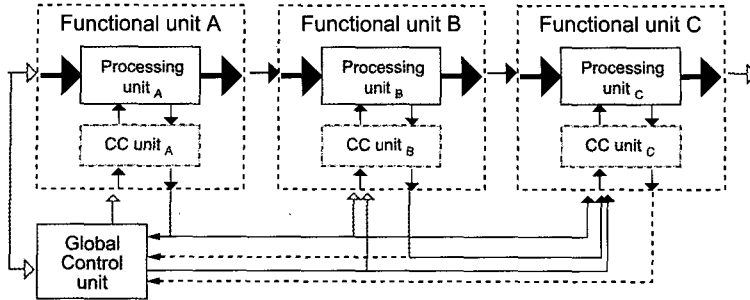 Functional unit A
Functional unit B
Functional unit C
Processing
unit A
Processing
unit B
Processing
unit C
CC unit A
CC unit B
CC unit C
Global
Control
unit